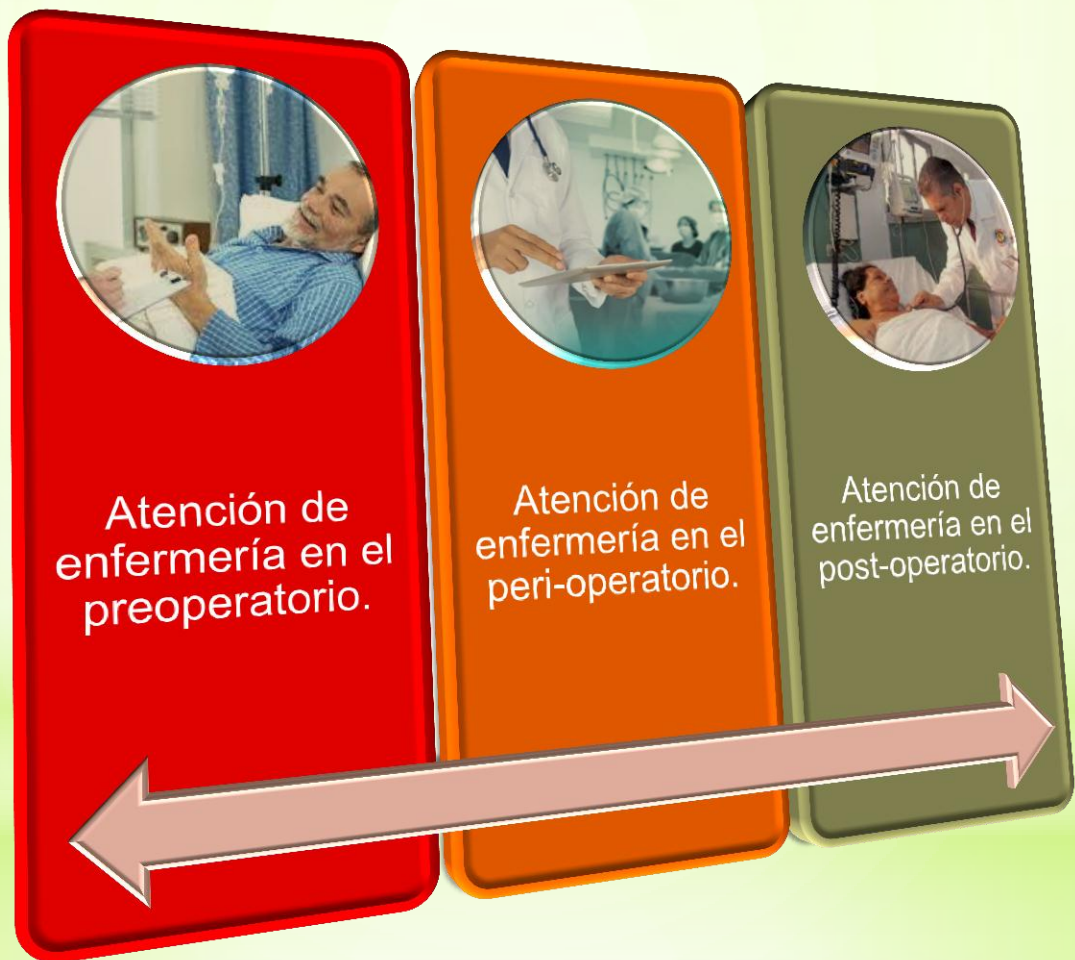 Atención de
enfermería en el
preoperatorio.
Atención de
enfermería en el
peri-operatorio.
Atención de
enfermería en el
post-operatorio.